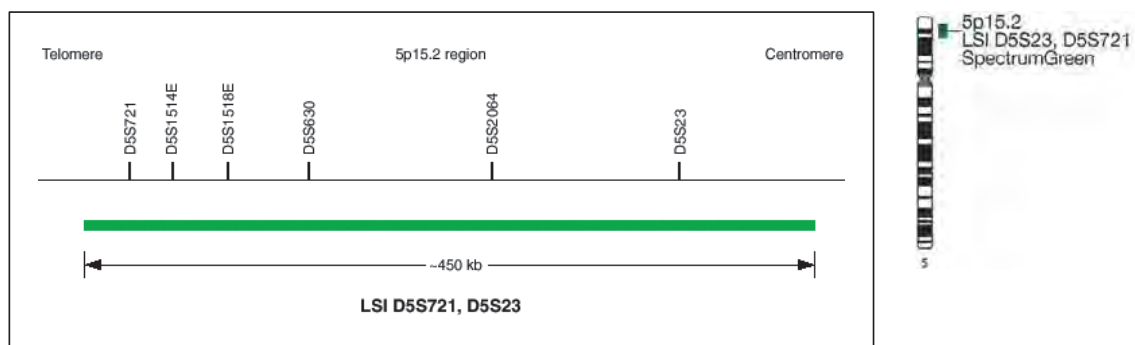 Telomere 5p15.2 region Centromere
D5S721 D5S1514E D5S1518E D5S630 D5S2064 D5S23
~450 kb
LSI D5S721, D5S23
5p15.2
LSI D5S23, D5S721
SpectrumGreen
5